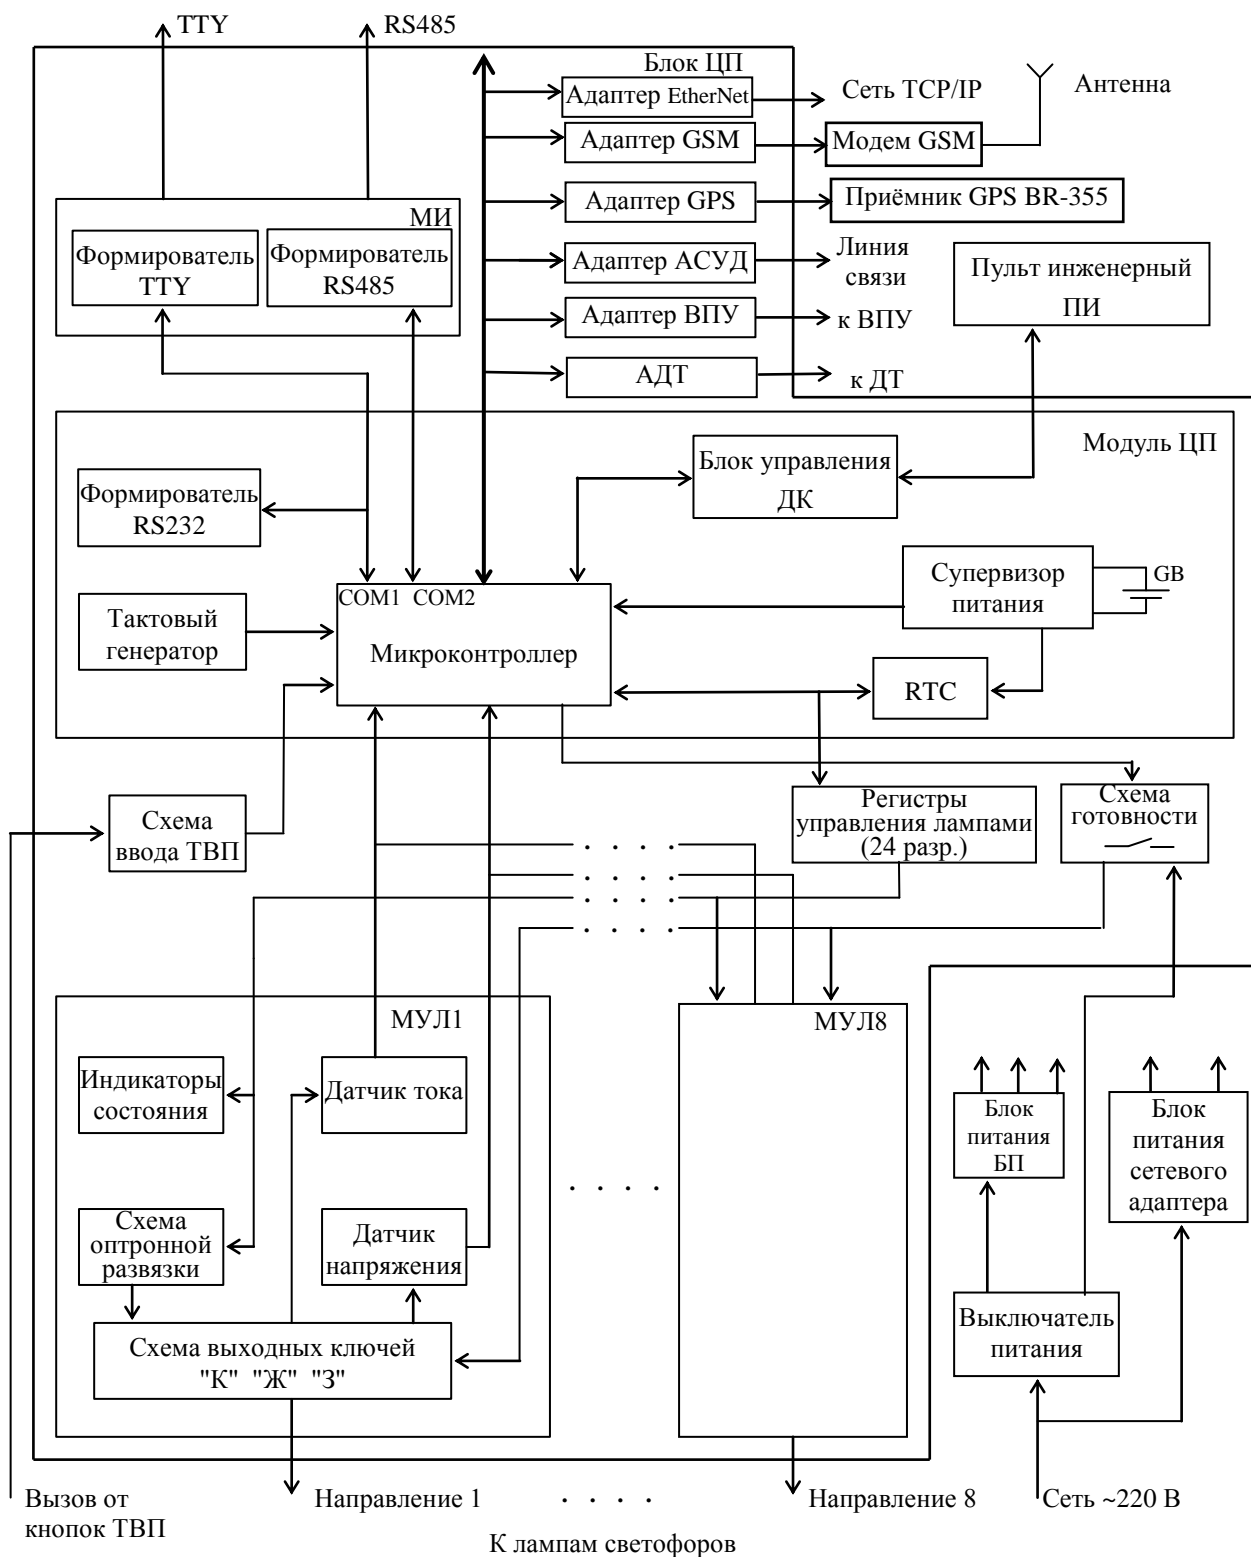 TTY
RS485
Блок ЦП
Адаптер EtherNet
Сеть TCP/IP
Антенна
Адаптер GSM
Модем GSM
Адаптер GPS
Приёмник GPS BR-355
МИ
Формирователь
TTY
Формирователь
RS485
Адаптер АСУД
Линия
связи
Пульт инженерный
ПИ
Адаптер ВПУ
к ВПУ
АДТ
к ДТ
Модуль ЦП
Блок управления
ДК
Формирователь
RS232
Супервизор
питания
GB
COM1 COM2
Микроконтроллер
Тактовый
генератор
RTC
Схема
ввода ТВП
Регистры
управления лампами
(24 разр.)
Схема
готовности
. . . .
. . . .
. . . .
. . . .
МУЛ1
МУЛ8
Индикаторы
состояния
Датчик тока
Блок
питания
БП
Блок
питания
сетевого
адаптера
. . . .
Схема
оптронной
развязки
Датчик
напряжения
Схема выходных ключей
"К" "Ж" "З"
Выключатель
питания
Вызов от
кнопок ТВП
Направление 1
. . . .
Направление 8
Сеть ~220 В
К лампам светофоров